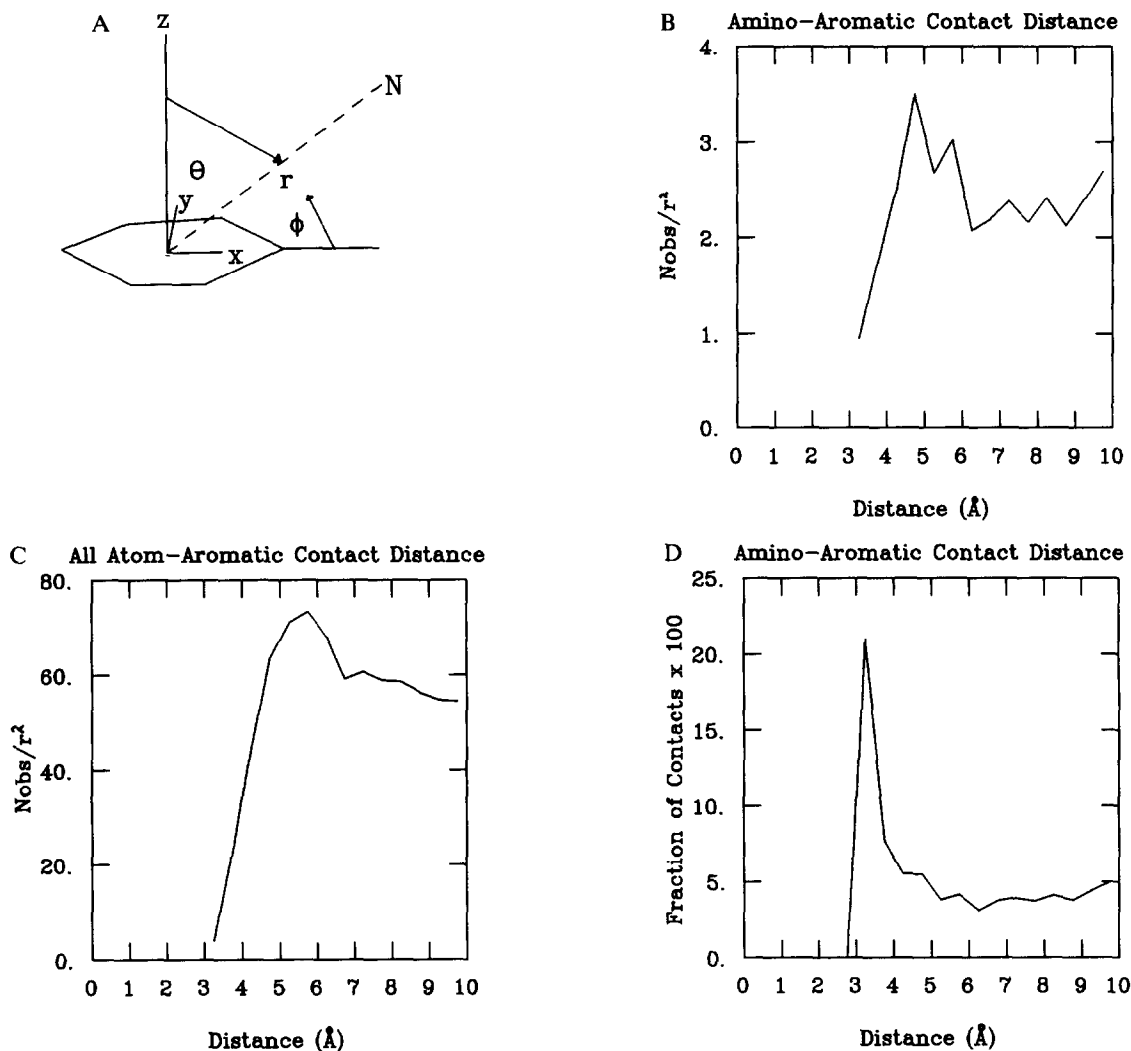 A
z
N
θ
r
y
ϕ
x
B Amino-Aromatic Contact Distance
4.
3.
2.
1.
0.
Nobs/r²
0 1 2 3 4 5 6 7 8 9 10
Distance (Å)
C All Atom-Aromatic Contact Distance
80.
60.
40.
20.
0.
Nobs/r²
0 1 2 3 4 5 6 7 8 9 10
Distance (Å)
D Amino-Aromatic Contact Distance
25.
20.
15.
10.
5.
0.
Fraction of Contacts x 100
0 1 2 3 4 5 6 7 8 9 10
Distance (Å)